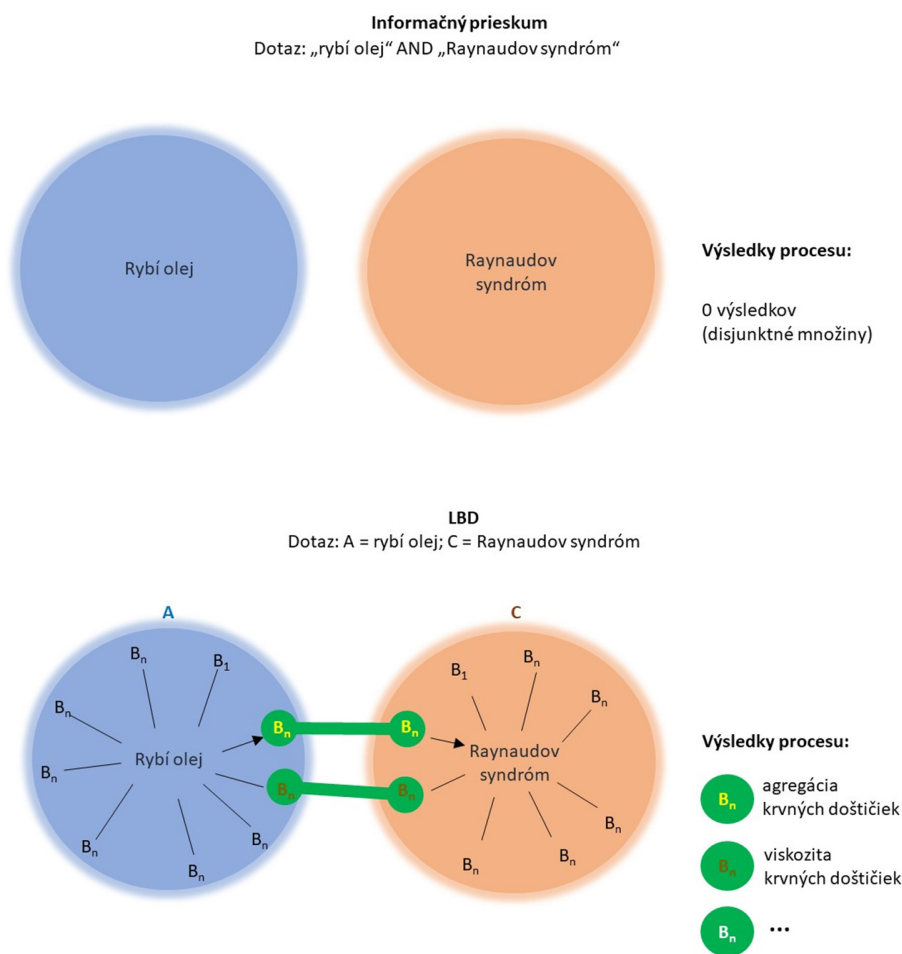 Informačný prieskum
Dotaz: „rybí olej“ AND „Raynaudov syndróm“
Rybí olej
Raynaudov
syndróm
Výsledky procesu:
0 výsledkov
(disjunktné množiny)
LBD
Dotaz: A = rybí olej; C = Raynaudov syndróm
A
Bₙ
B₁
Bₙ
Bₙ
Bₙ
Rybí olej
Bₙ
Bₙ
Bₙ
Bₙ
C
B₁
Bₙ
Bₙ
Bₙ
Raynaudov
syndróm
Bₙ
Bₙ
Bₙ
Bₙ
Výsledky procesu:
Bₙ agregácia
krvných doštičiek
Bₙ viskozita
krvných doštičiek
Bₙ ...